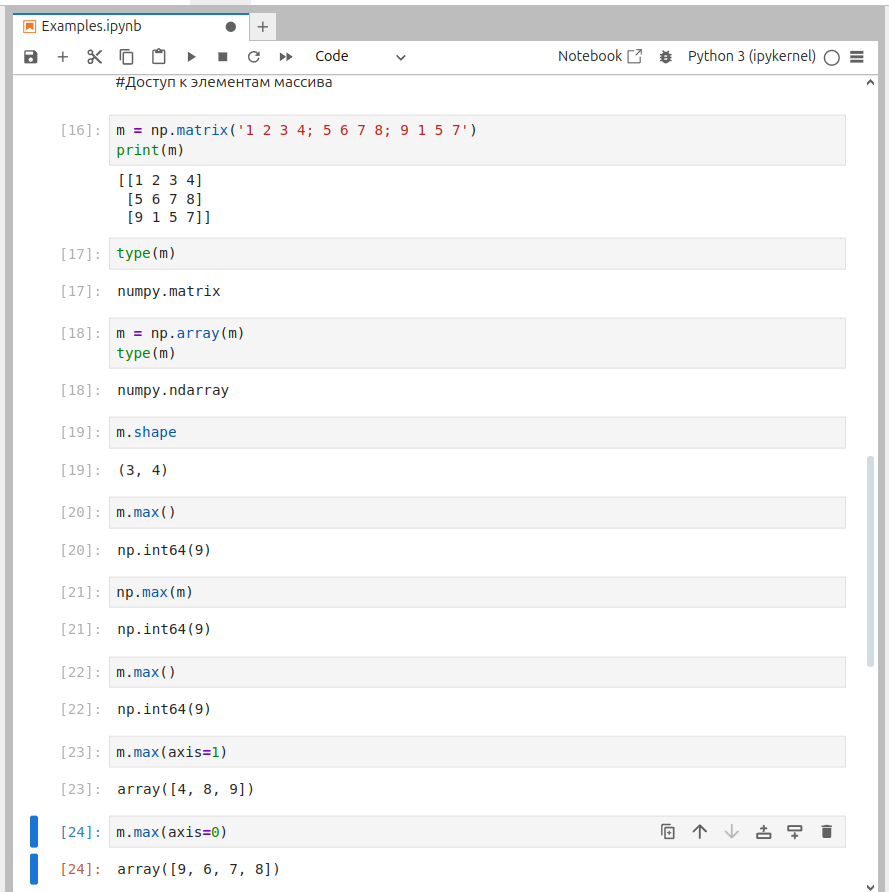 Examples.ipynb
Code
Notebook
Python 3 (ipykernel)
#Доступ к элементам массива
[16]:
m = np.matrix('1 2 3 4; 5 6 7 8; 9 1 5 7')
print(m)
[[1 2 3 4]
[5 6 7 8]
[9 1 5 7]]
[17]:
type(m)
[17]:
numpy.matrix
[18]:
m = np.array(m)
type(m)
[18]:
numpy.ndarray
[19]:
m.shape
[19]:
(3, 4)
[20]:
m.max()
[20]:
np.int64(9)
[21]:
np.max(m)
[21]:
np.int64(9)
[22]:
m.max()
[22]:
np.int64(9)
[23]:
m.max(axis=1)
[23]:
array([4, 8, 9])
[24]:
m.max(axis=0)
[24]:
array([9, 6, 7, 8])